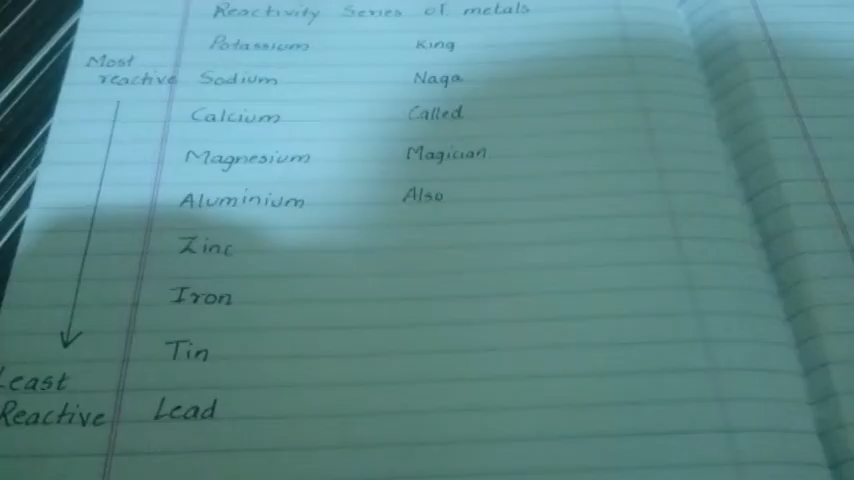 Reactivity Series of metals
Potassium King
Most
reactive Sodium Naga
Calcium Called
Magnesium Magician
Aluminium Also
Zinc
Iron
Tin
Least
Reactive Lead